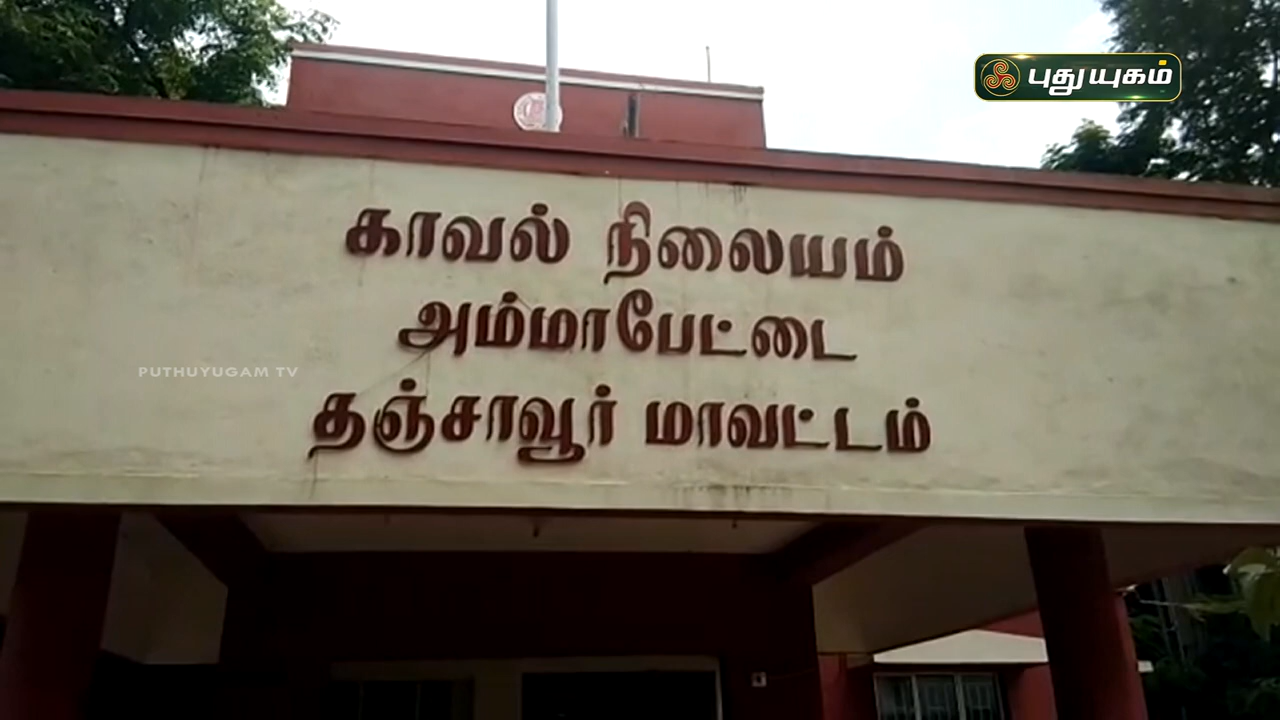 புதுயுகம்
காவல் நிலையம்
அம்மாபேட்டை
PUTHUYUGAM TV
தஞ்சாவூர் மாவட்டம்